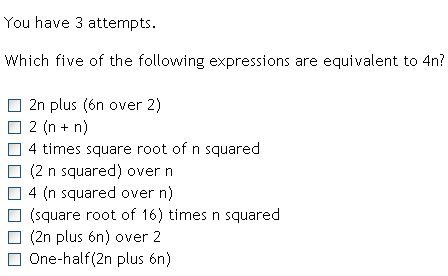 You have 3 attempts.
Which five of the following expressions are equivalent to 4n?
2n plus (6n over 2)
2 (n + n)
4 times square root of n squared
(2 n squared) over n
4 (n squared over n)
(square root of 16) times n squared
(2n plus 6n) over 2
One-half(2n plus 6n)